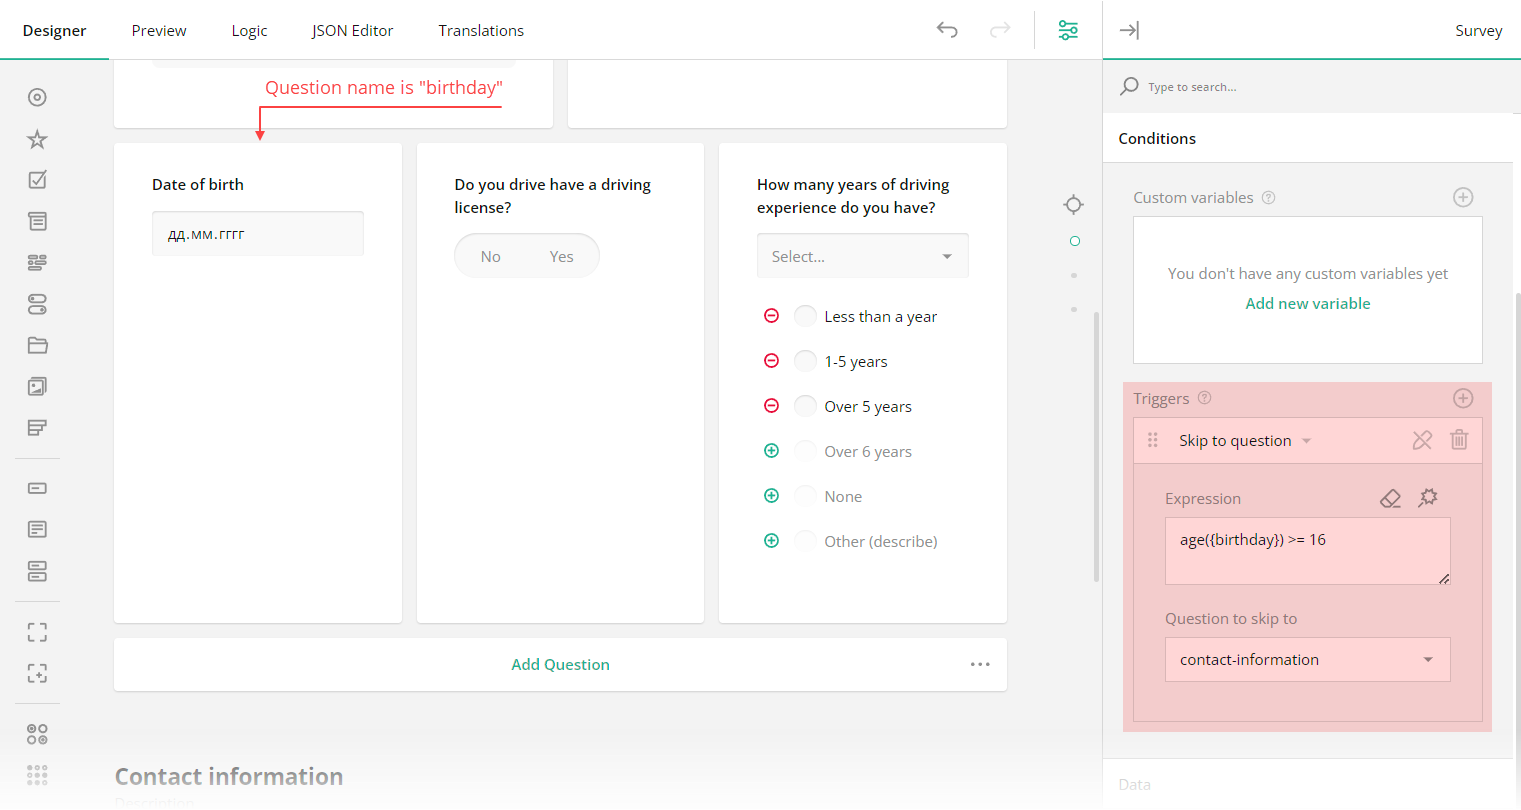 Designer
Preview
Logic
JSON Editor
Translations
Survey
Question name is "birthday"
Type to search...
Conditions
Date of birth
дд.мм.гггг
Do you drive have a driving
license?
No
Yes
How many years of driving
experience do you have?
Select...
Less than a year
1-5 years
Over 5 years
Over 6 years
None
Other (describe)
Add Question
Contact information
Description
Custom variables
You don't have any custom variables yet
Add new variable
Triggers
Skip to question
Expression
age({birthday}) >= 16
Question to skip to
contact-information
Data